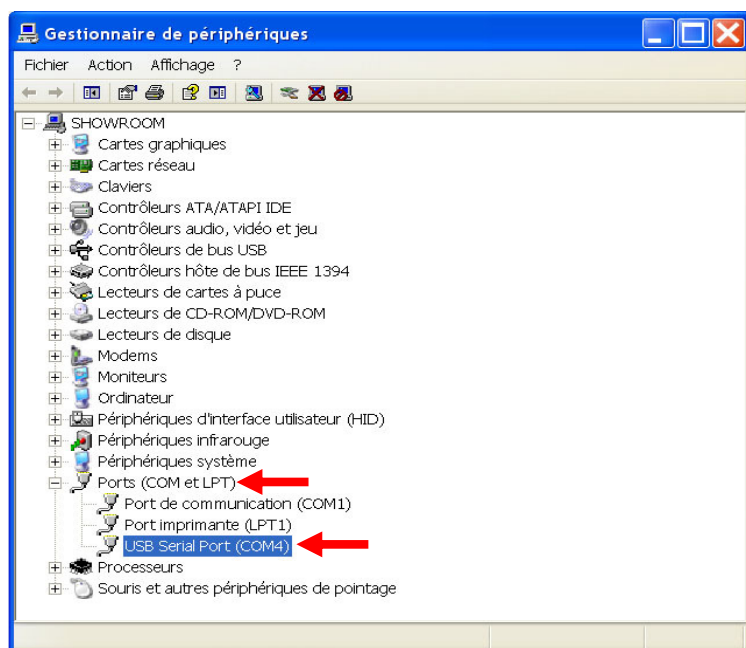 Gestionnaire de périphériques
Fichier Action Affichage ?
SHOWROOM
Cartes graphiques
Cartes réseau
Claviers
Contrôleurs ATA/ATAPI IDE
Contrôleurs audio, vidéo et jeu
Contrôleurs de bus USB
Contrôleurs hôte de bus IEEE 1394
Lecteurs de cartes à puce
Lecteurs de CD-ROM/DVD-ROM
Lecteurs de disque
Modems
Moniteurs
Ordinateur
Périphériques d'interface utilisateur (HID)
Périphériques infrarouge
Périphériques système
Ports (COM et LPT)
Port de communication (COM1)
Port imprimante (LPT1)
USB Serial Port (COM4)
Processeurs
Souris et autres périphériques de pointage